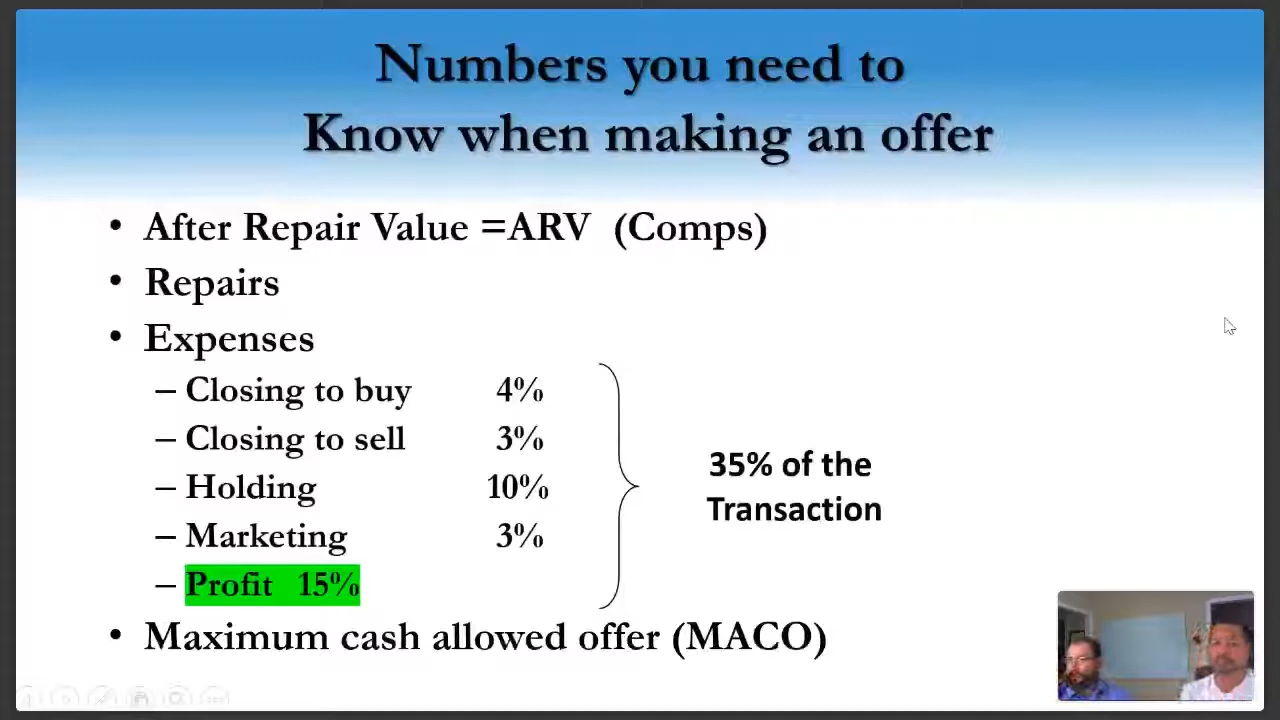 Numbers you need to
Know when making an offer
• After Repair Value =ARV (Comps)
• Repairs
• Expenses
– Closing to buy 4%
– Closing to sell 3%
– Holding 10%
– Marketing 3%
– Profit 15%
35% of the
Transaction
• Maximum cash allowed offer (MACO)